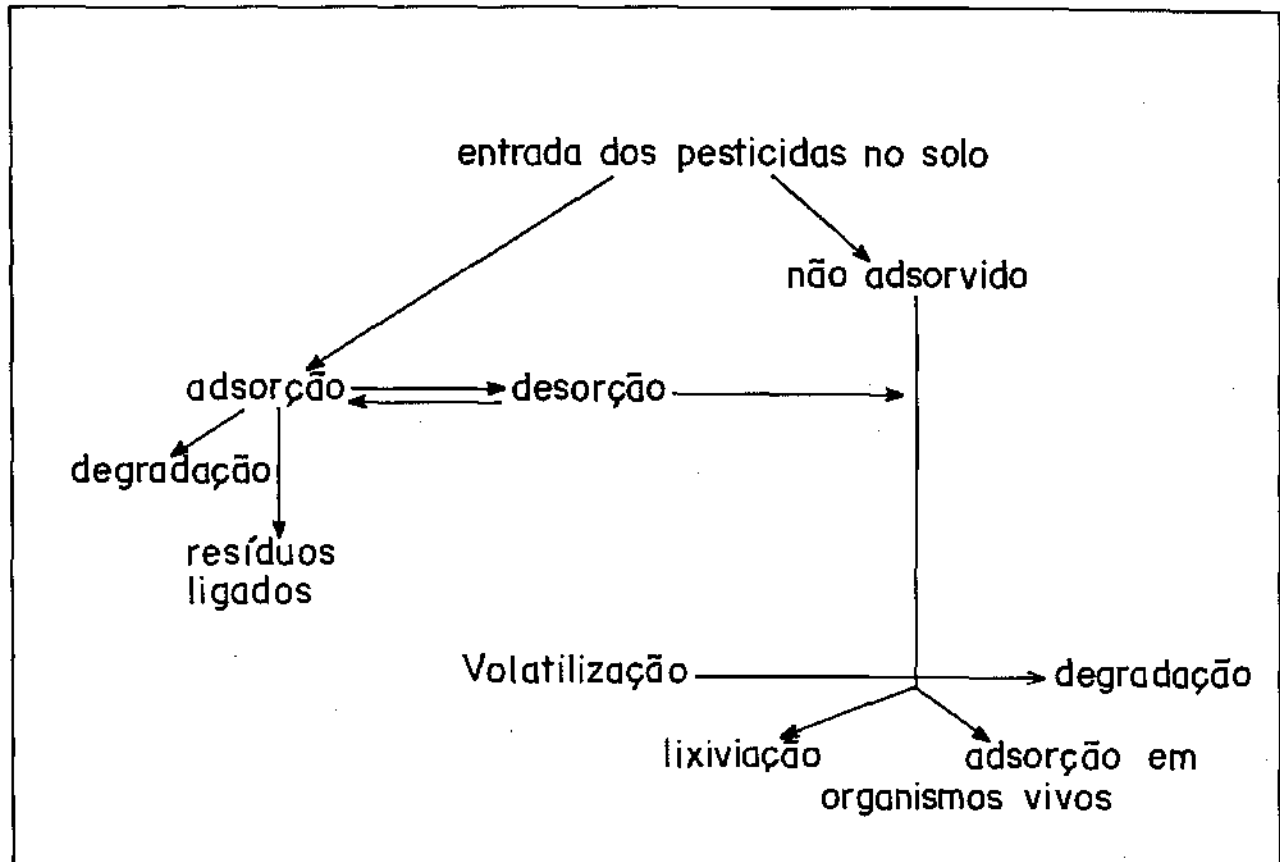 entrada dos pesticidas no solo
não adsorvido
adsorção
desorção
degradação
resíduos
ligados
Volatilização
degradação
lixiviação
adsorção em
organismos vivos